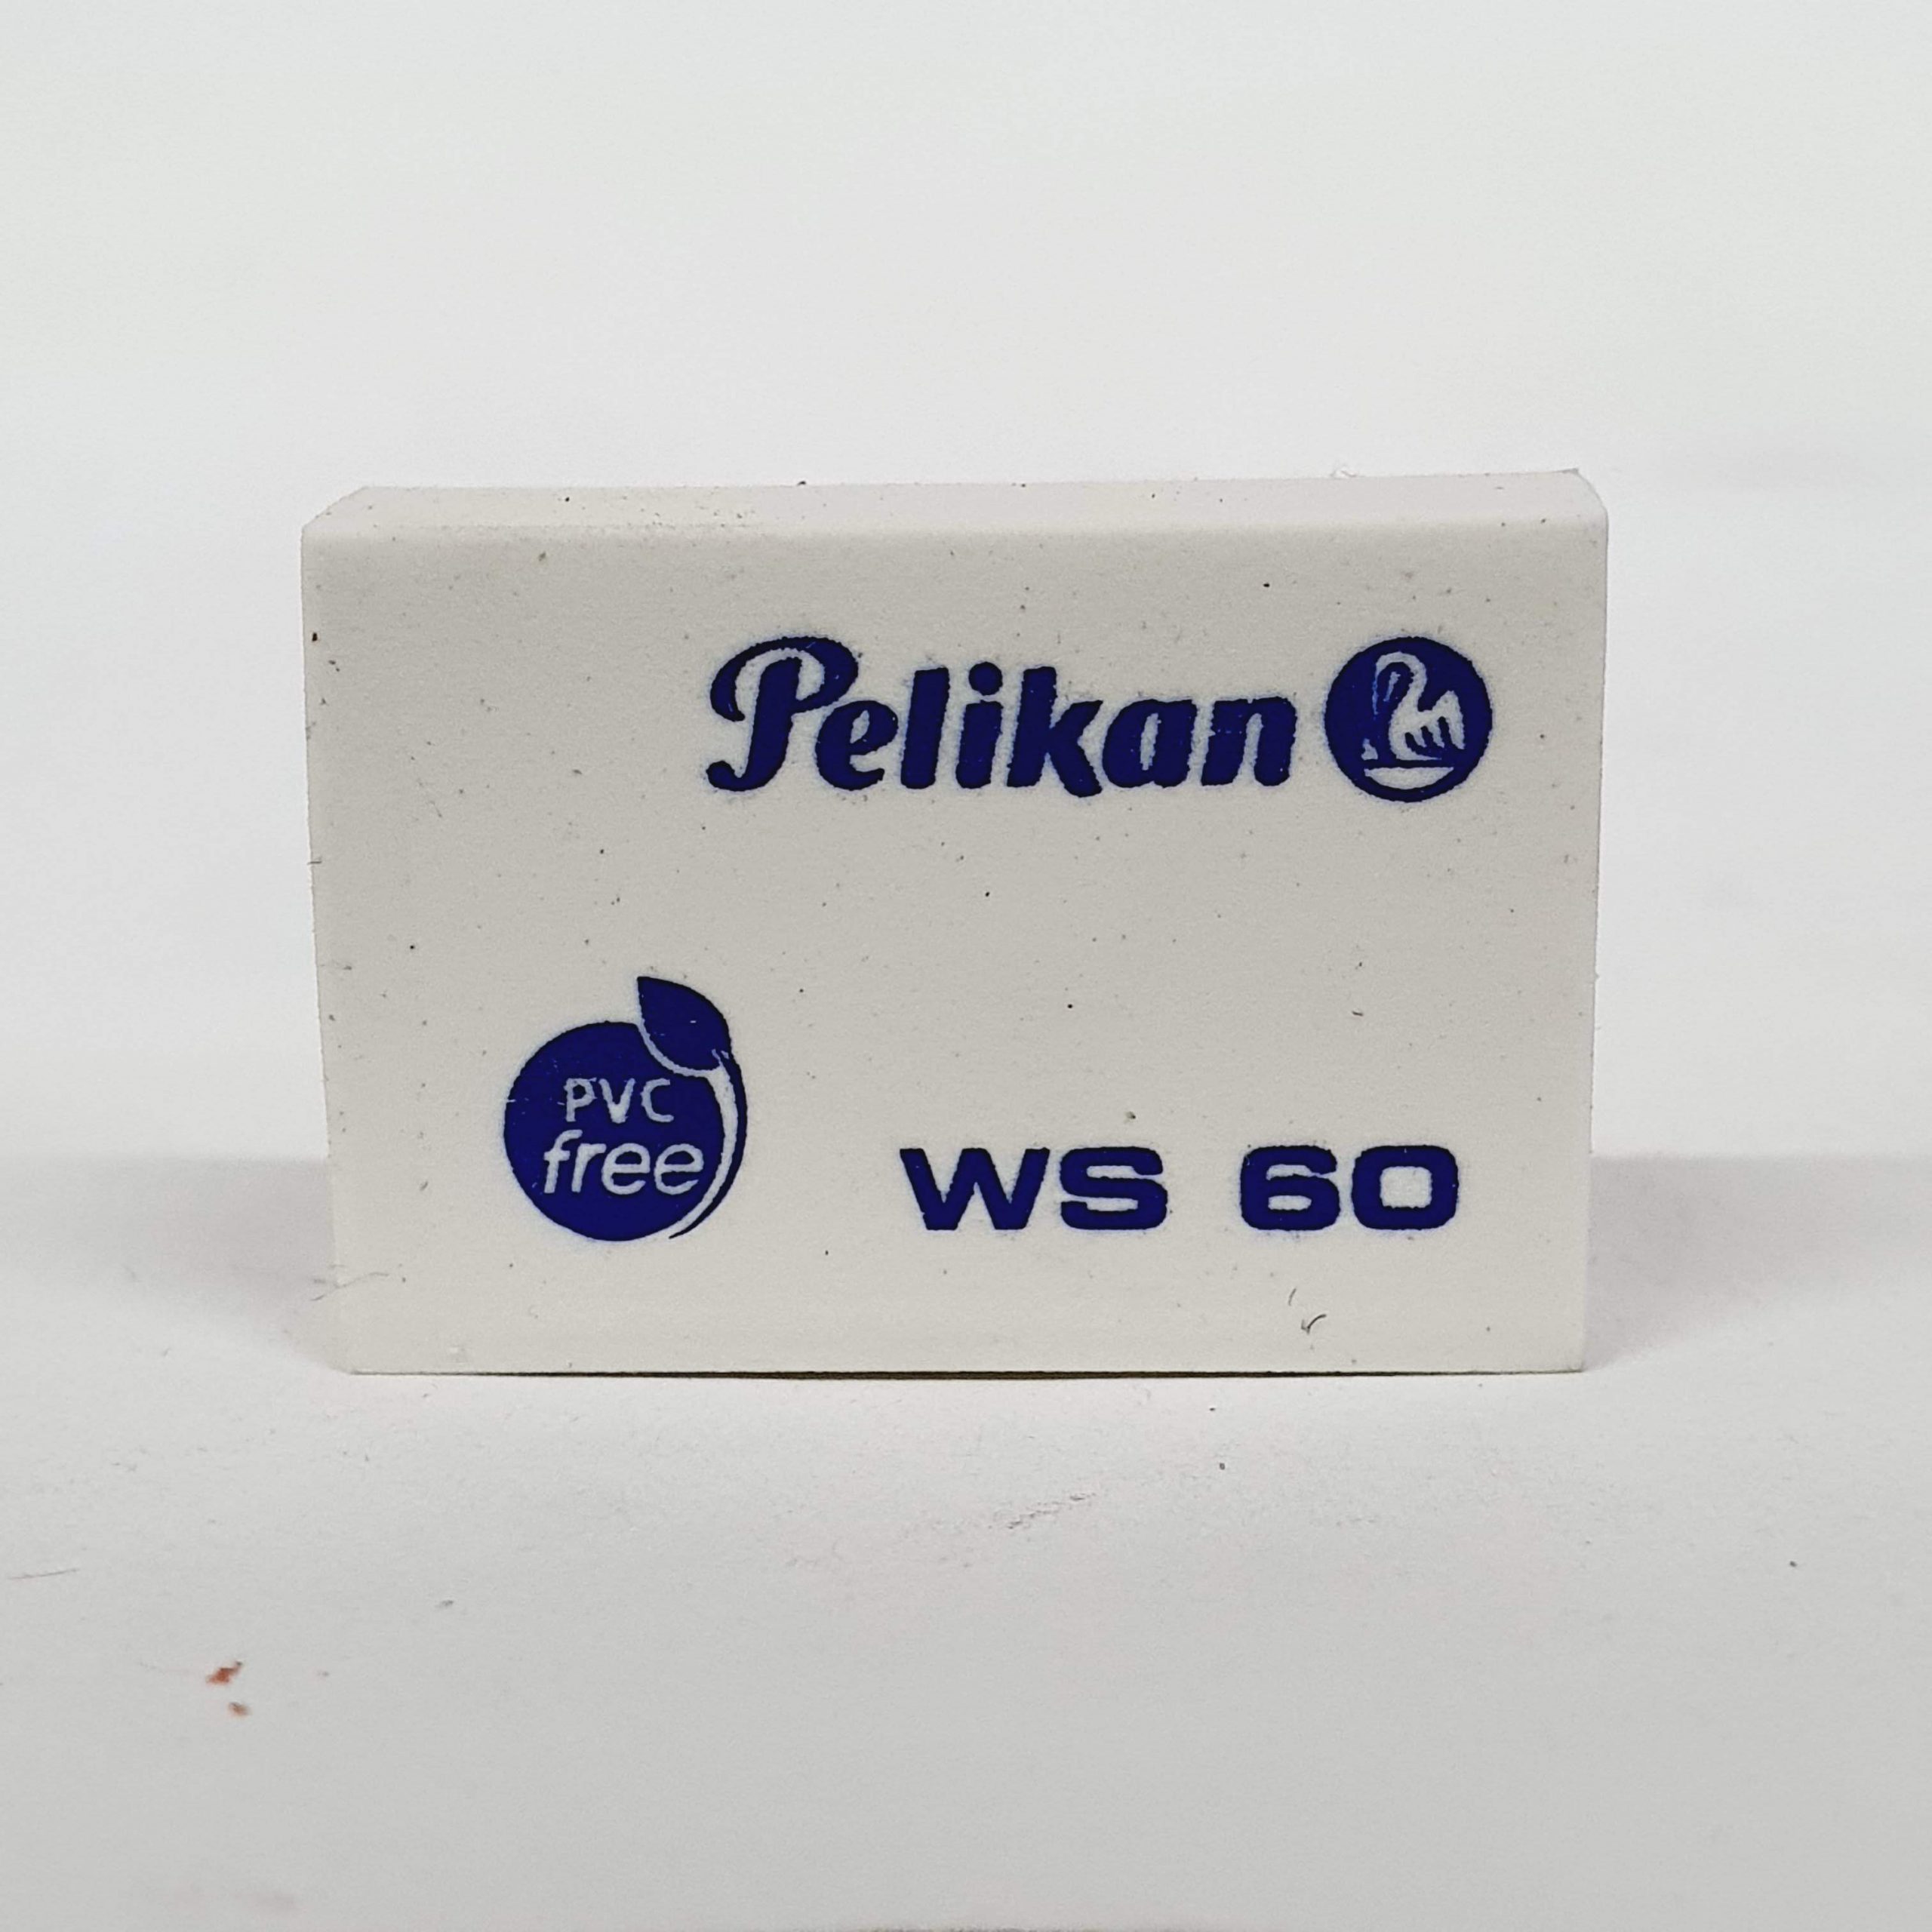 Pelikan
PVC
free
WS 60